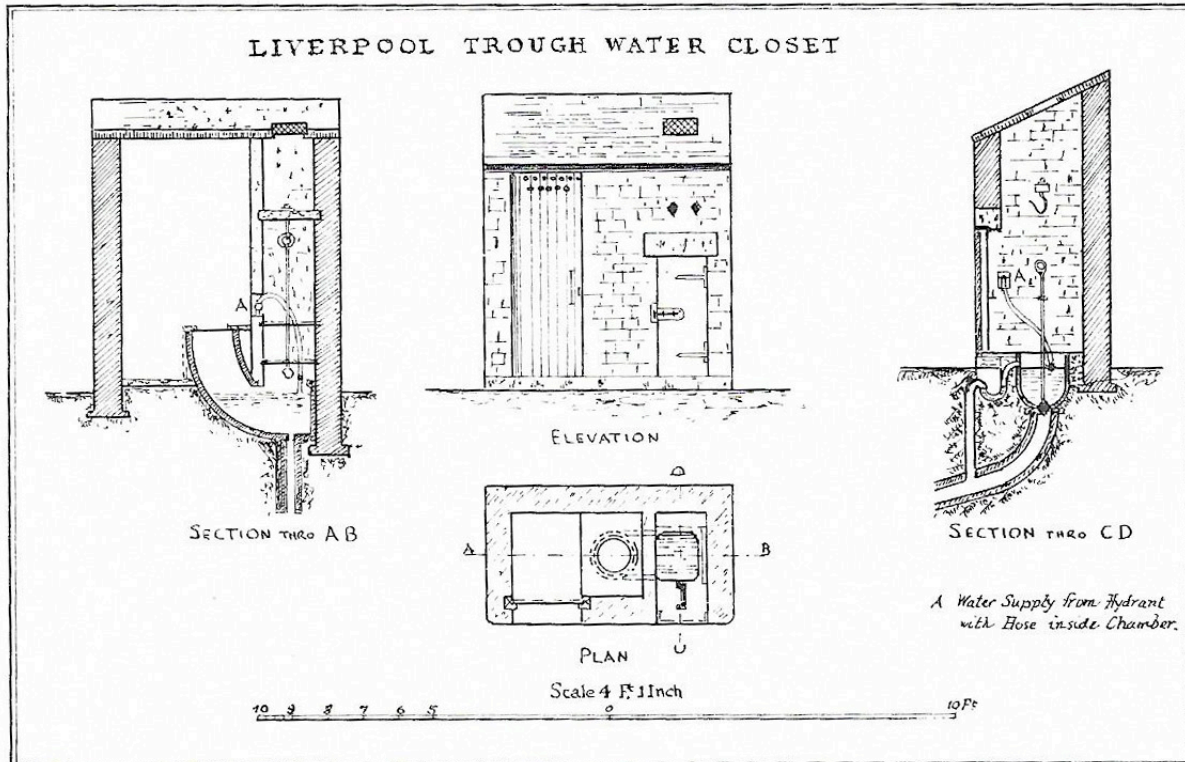 LIVERPOOL TROUGH WATER CLOSET
A
A
ELEVATION
SECTION THRO AB
SECTION THRO CD
A
B
A Water Supply from Hydrant
with Hose inside Chamber.
PLAN
Scale 4 Ft 1 Inch
10 9 8 7 6 5 0 10 Ft